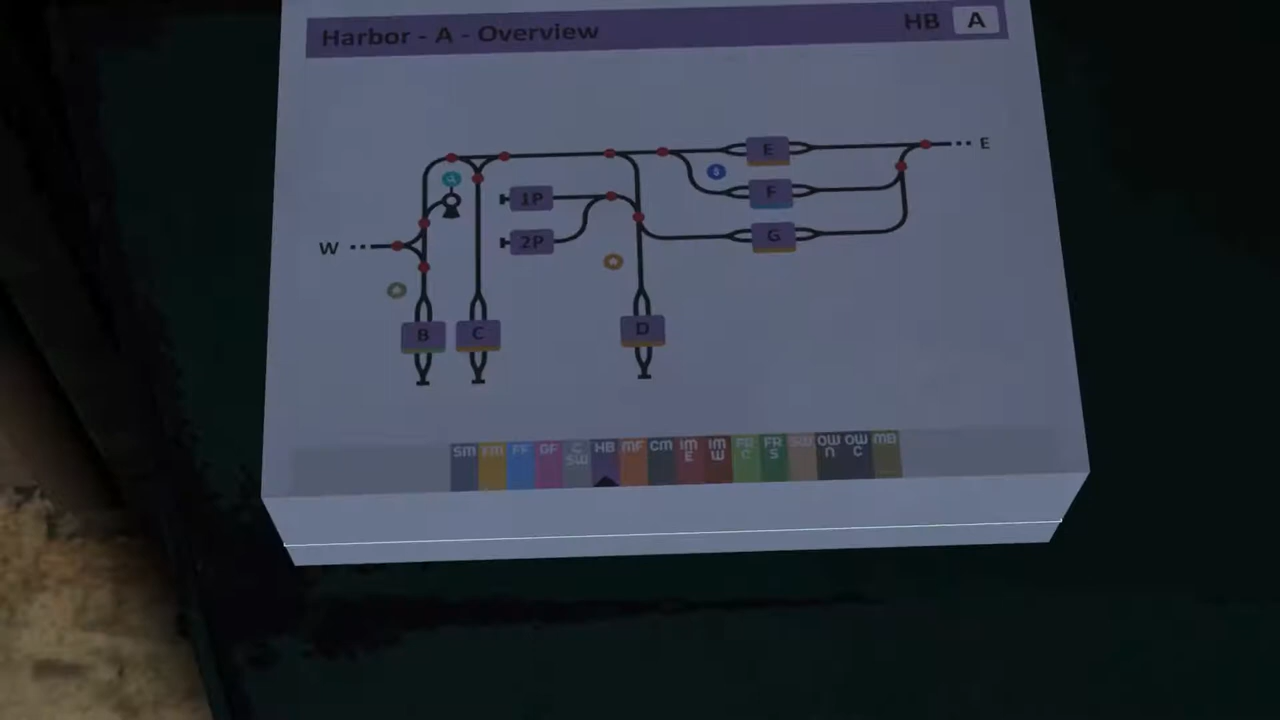 Harbor - A - Overview HB A
E
E
F
1P
G
2P
W
B C D
SM FM FF GF C SW HB MF CM IM E IM W FR C FR S SW OW N OW C MB